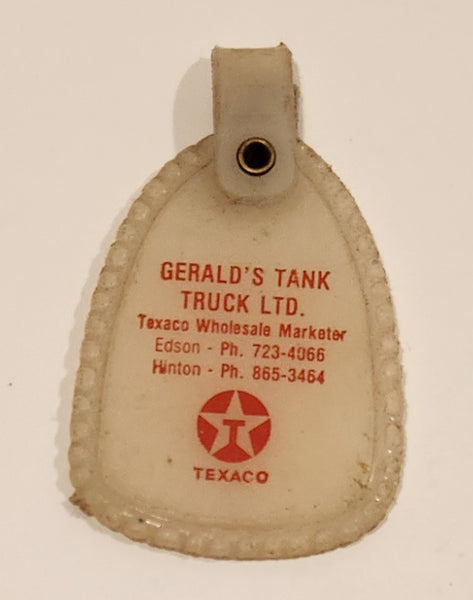 GERALD'S TANK
TRUCK LTD.
Texaco Wholesale Marketer
Edson - Ph. 723-4066
Hinton - Ph. 865-3464
T
TEXACO